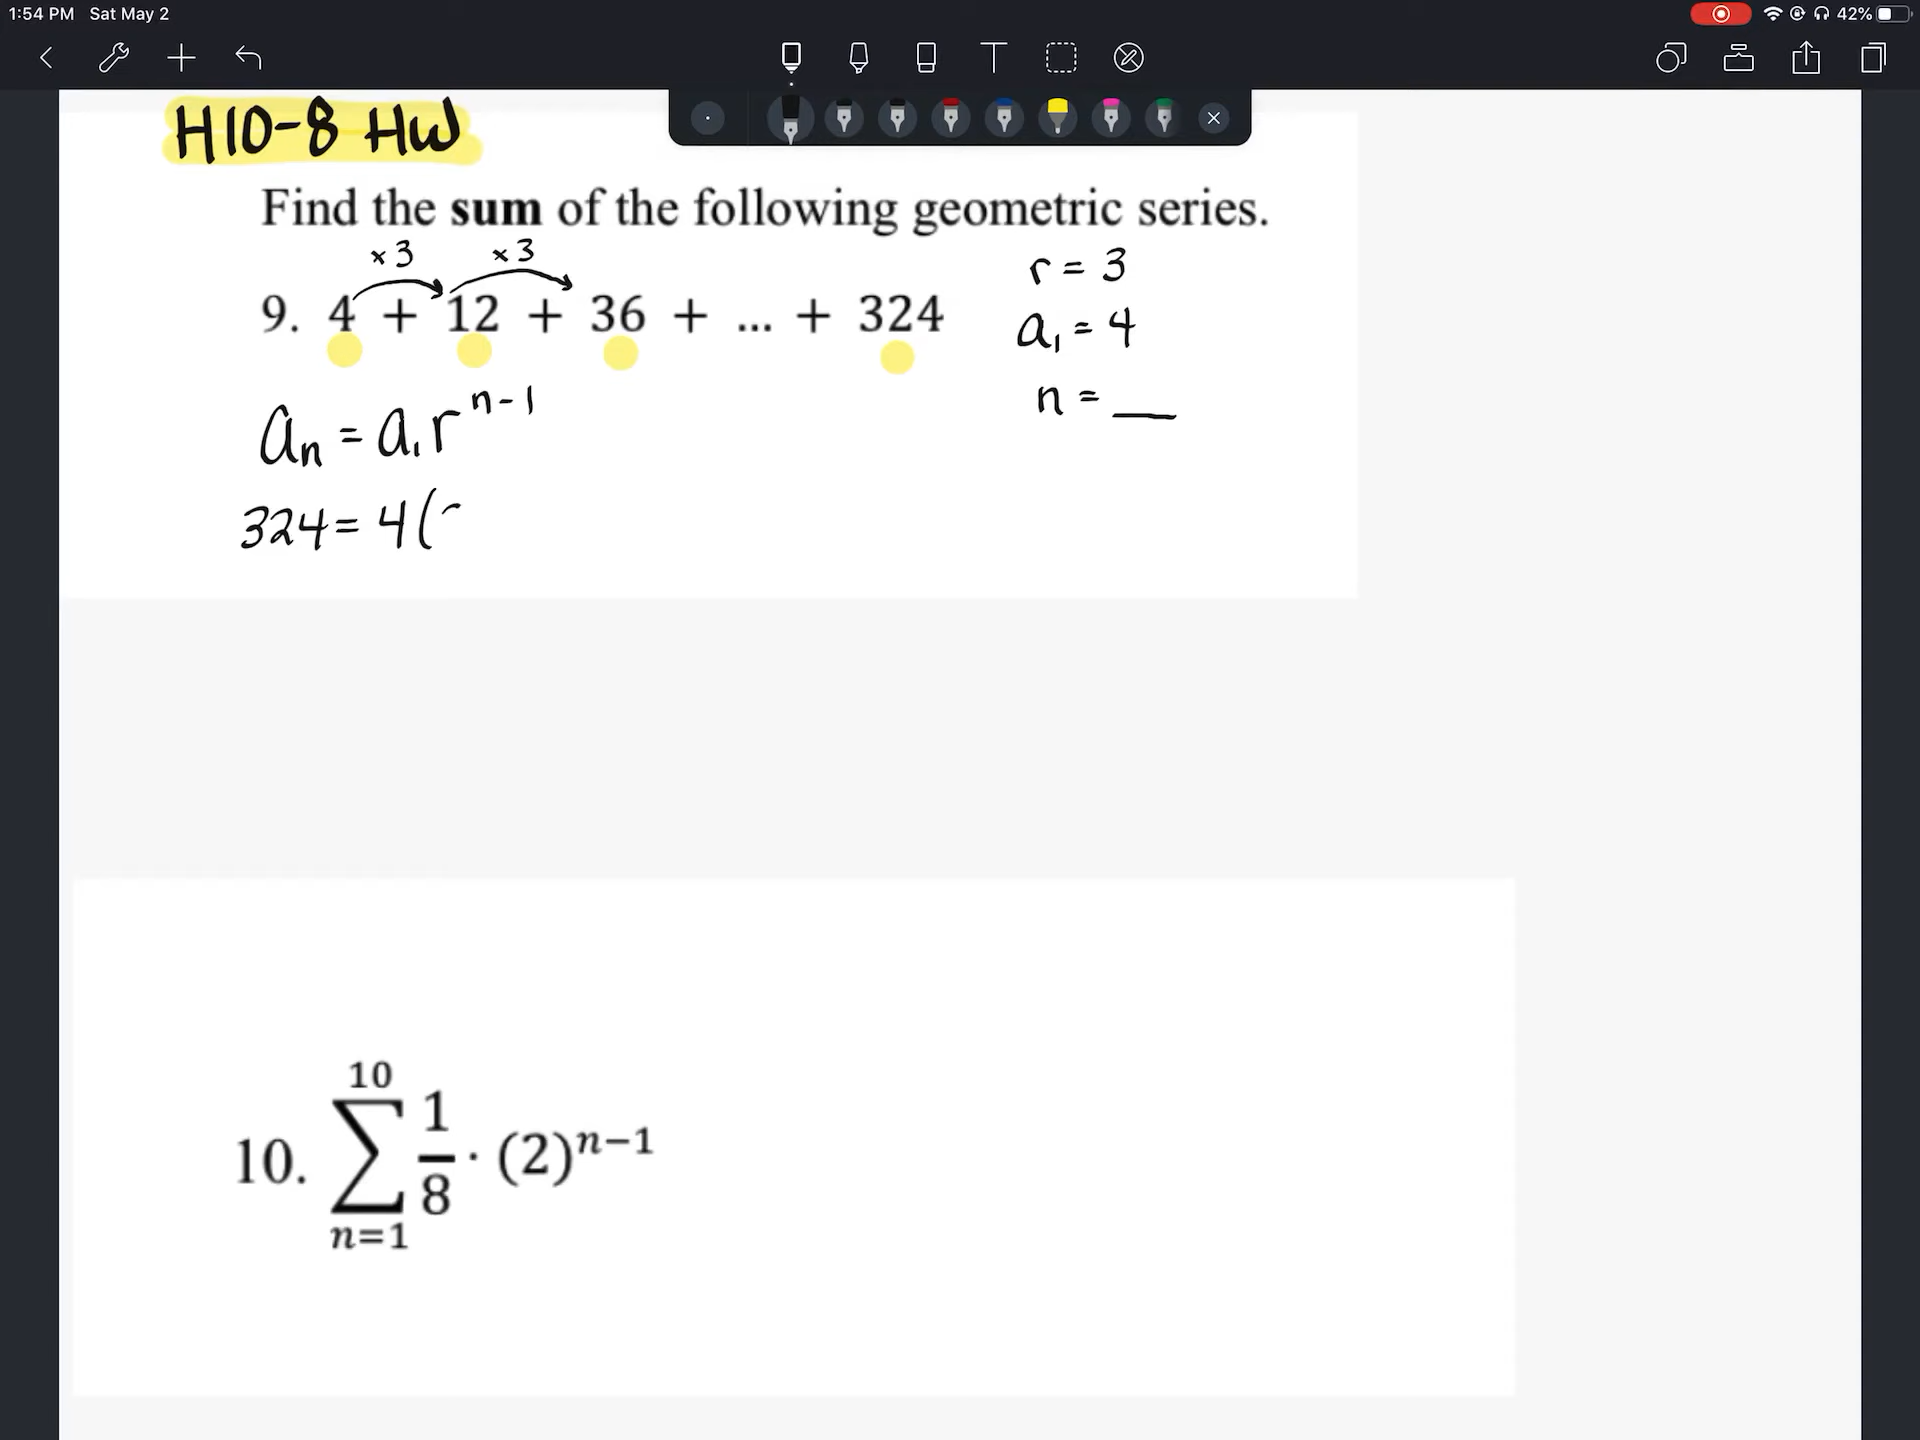 1:54 PM Sat May 2
42%
H10-8 HW
Find the sum of the following geometric series.
×3 ×3
9. 4 + 12 + 36 + ... + 324
r = 3
a₁ = 4
n = __
aₙ = a₁rⁿ⁻¹
324 = 4(
T
10
10. ∑ 1/8 · (2)ⁿ⁻¹
n=1